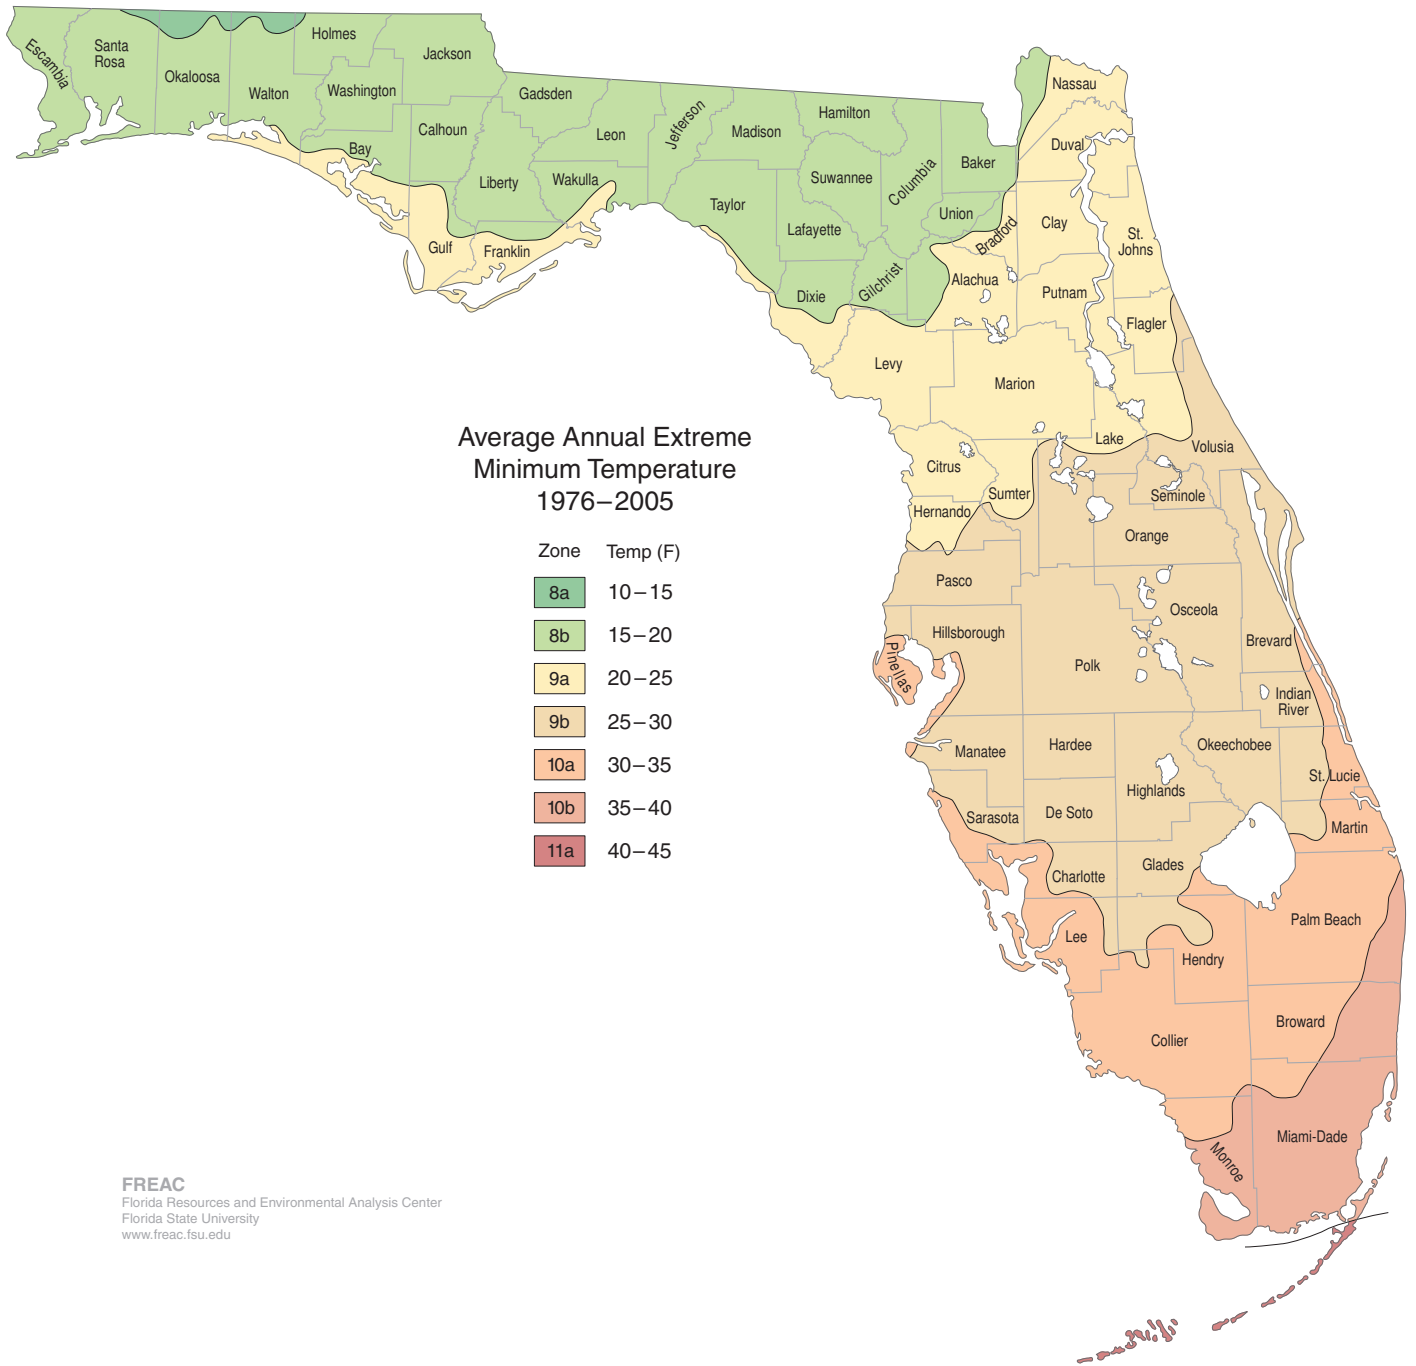 Escambia
Santa
Rosa
Okaloosa
Walton
Holmes
Washington
Jackson
Bay
Calhoun
Gulf
Gadsden
Liberty
Franklin
Leon
Wakulla
Jefferson
Madison
Taylor
Hamilton
Suwannee
Lafayette
Dixie
Columbia
Gilchrist
Baker
Union
Bradford
Alachua
Nassau
Duval
Clay
St.
Johns
Putnam
Flagler
Levy
Marion
Lake
Volusia
Citrus
Sumter
Hernando
Seminole
Orange
Pasco
Osceola
Hillsborough
Pinellas
Polk
Brevard
Indian
River
Manatee
Hardee
Okeechobee
St. Lucie
Highlands
Sarasota
De Soto
Martin
Charlotte
Glades
Lee
Hendry
Palm Beach
Broward
Collier
Miami-Dade
Monroe
Average Annual Extreme
Minimum Temperature
1976–2005
Zone Temp (F)
8a 10–15
8b 15–20
9a 20–25
9b 25–30
10a 30–35
10b 35–40
11a 40–45
FREAC
Florida Resources and Environmental Analysis Center
Florida State University
www.freac.fsu.edu